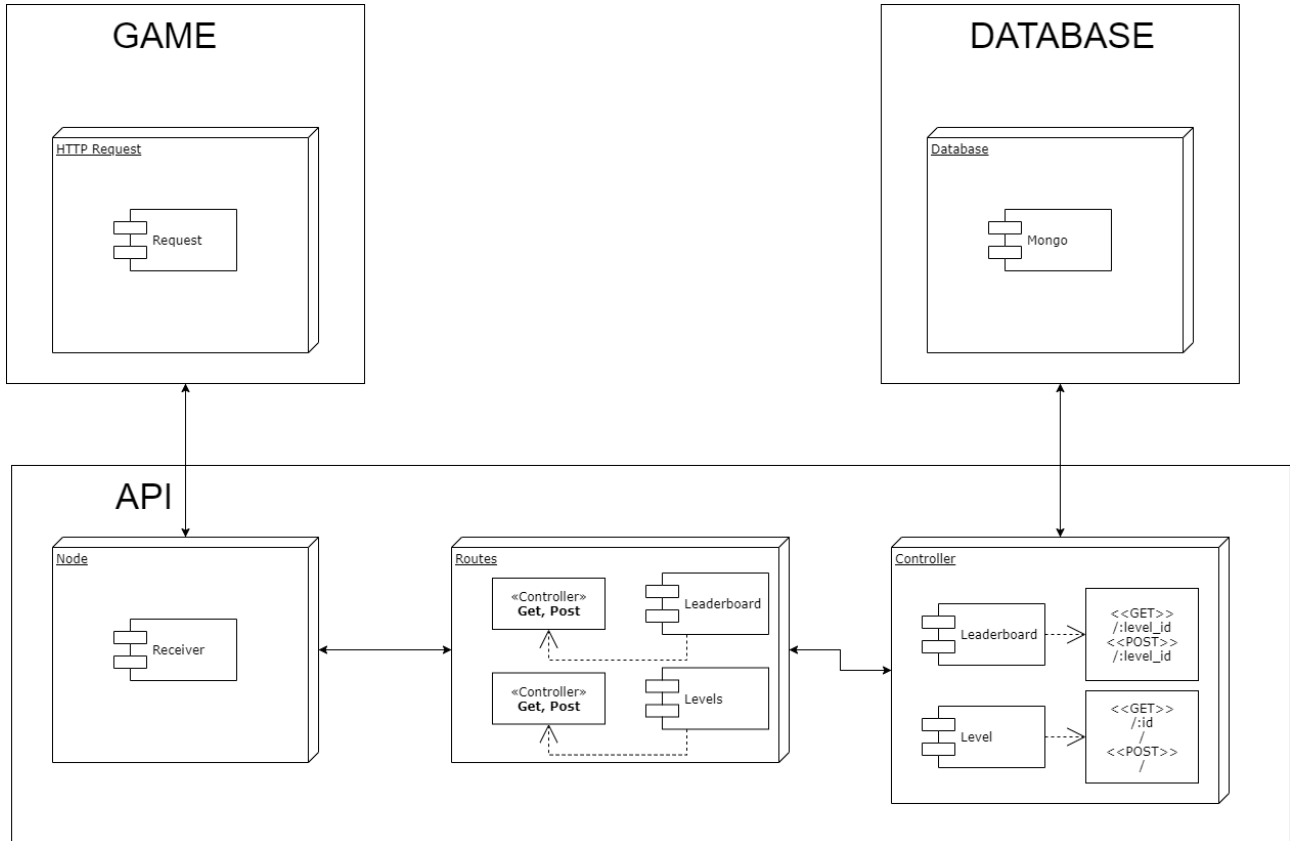 GAME
HTTP Request
Request
DATABASE
Database
Mongo
API
Node
Receiver
Routes
«Controller»
Get, Post
Leaderboard
«Controller»
Get, Post
Levels
Controller
Leaderboard
<<GET>>
/:level_id
<<POST>>
/:level_id
Level
<<GET>>
/:id
/
<<POST>>
/